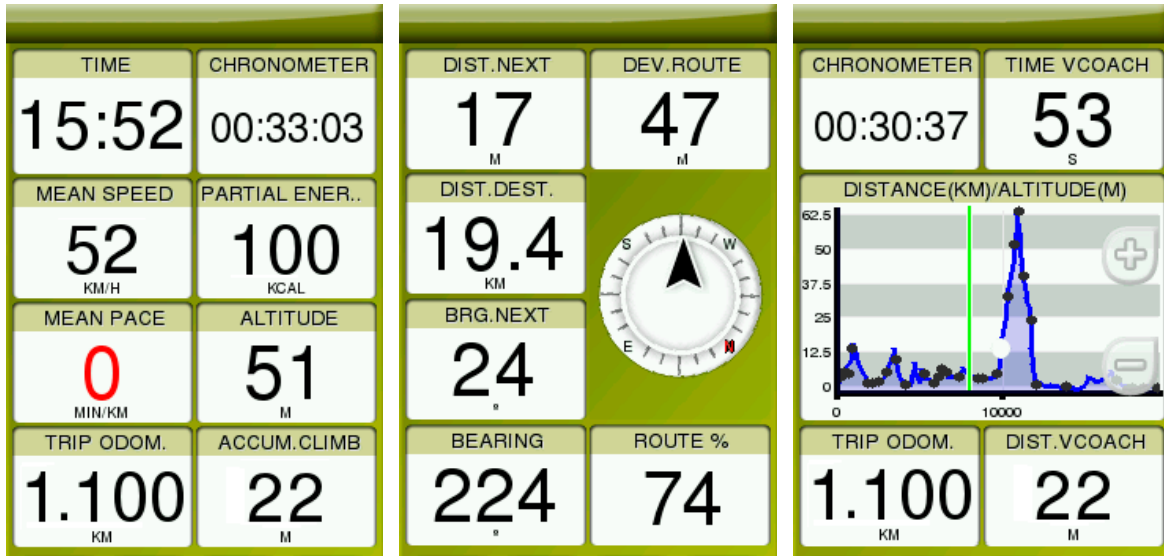 TIME CHRONOMETER
15:52 00:33:03
MEAN SPEED PARTIAL ENER..
52 100
KM/H KCAL
MEAN PACE ALTITUDE
0 51
MIN/KM M
TRIP ODOM. ACCUM.CLIMB
1.100 22
KM M
DIST.NEXT DEV.ROUTE
17 47
M M
DIST.DEST.
19.4
KM
S W
E N
BRG.NEXT
24
º
BEARING ROUTE %
224 74
º
CHRONOMETER TIME VCOACH
00:30:37 53
S
DISTANCE(KM)/ALTITUDE(M)
62.5
50
37.5
25
12.5
0
0 10000
TRIP ODOM. DIST.VCOACH
1.100 22
KM M